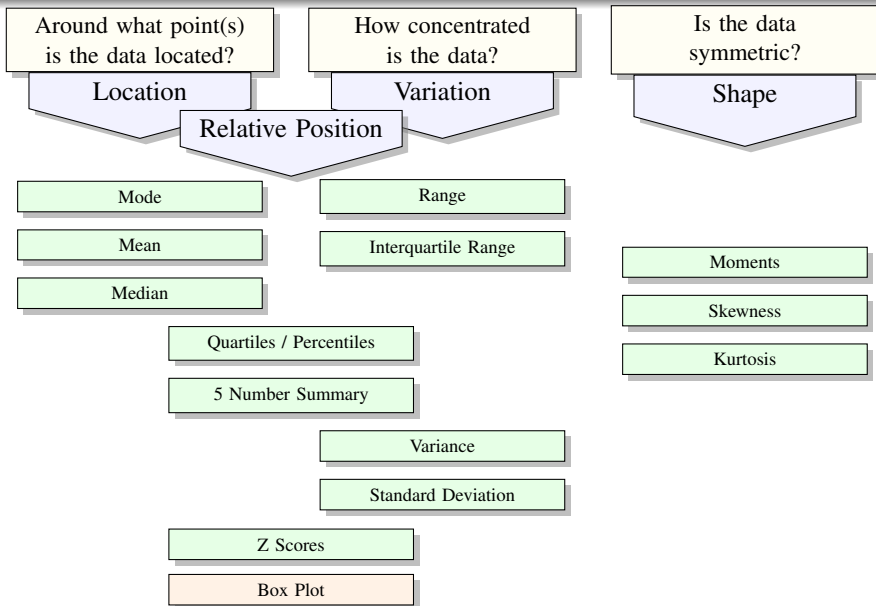 Around what point(s)
is the data located?
How concentrated
is the data?
Is the data
symmetric?
Location
Variation
Shape
Relative Position
Mode
Range
Mean
Interquartile Range
Median
Moments
Skewness
Quartiles / Percentiles
Kurtosis
5 Number Summary
Variance
Standard Deviation
Z Scores
Box Plot